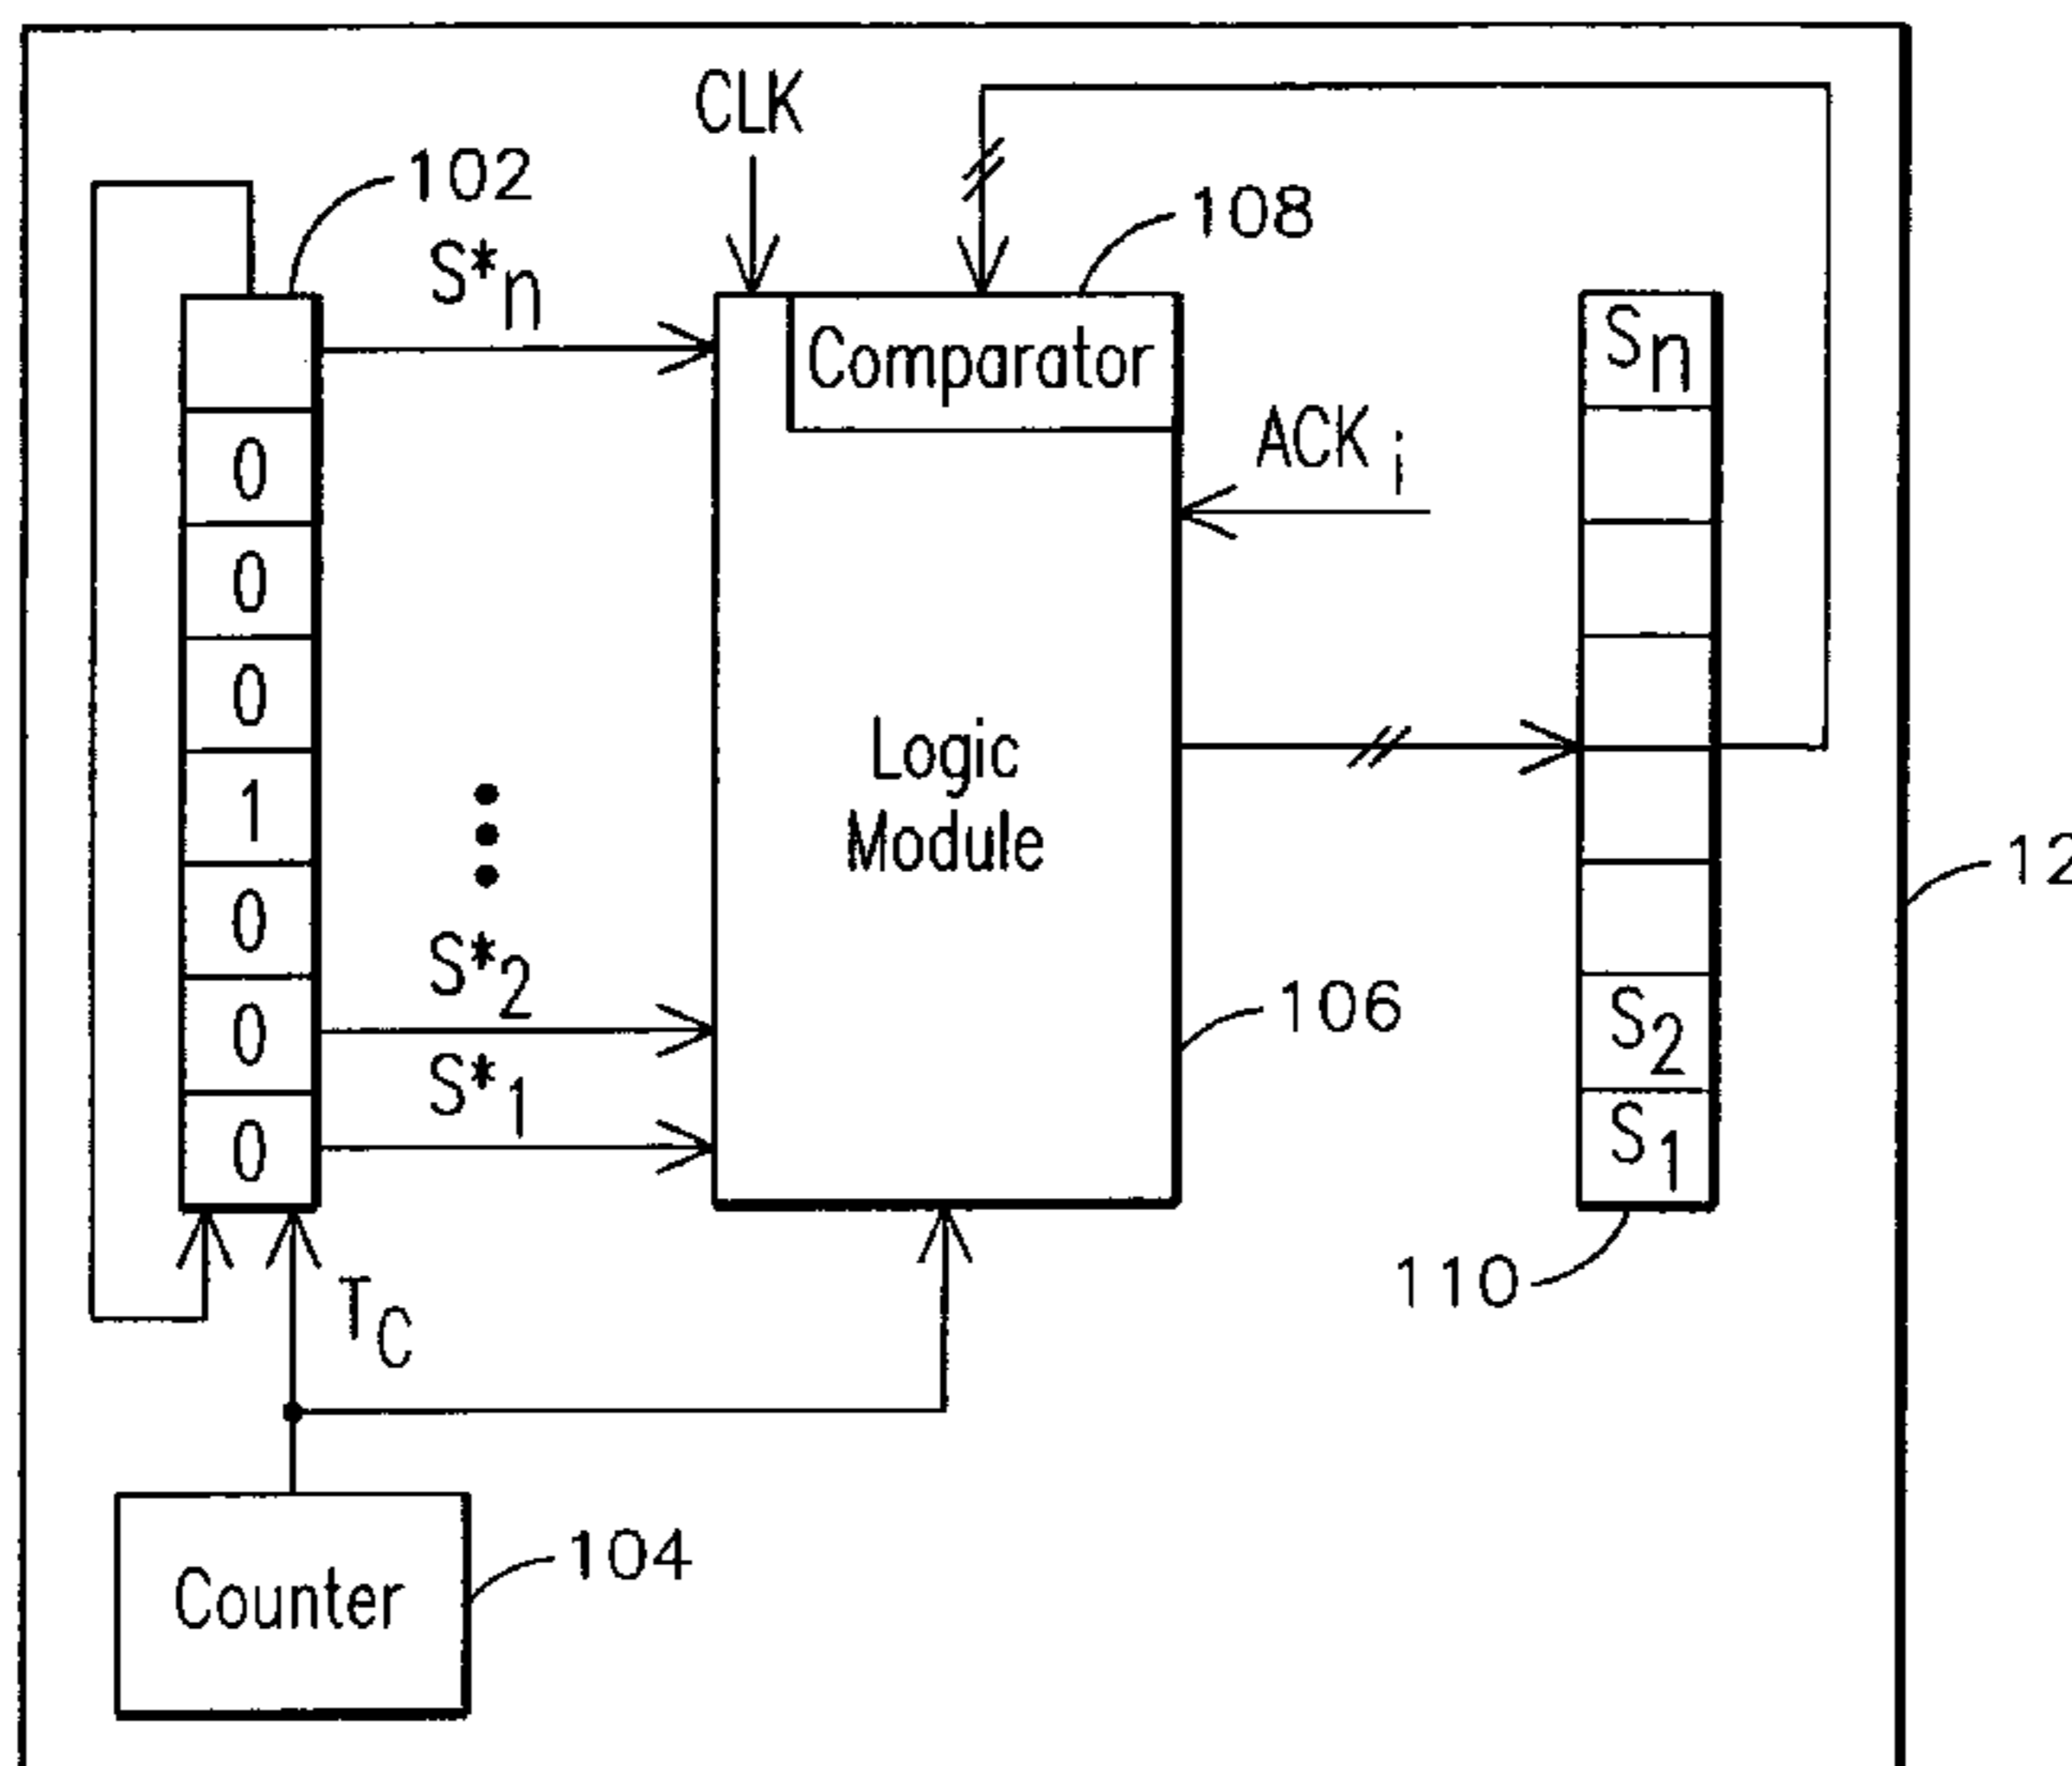 CLK
102
108
S*n
Comparator
Sn
ACK i
0
0
0
1
0
0
0
Logic
Module
12
S*2
S*1
106
S2
S1
110
TC
Counter
104